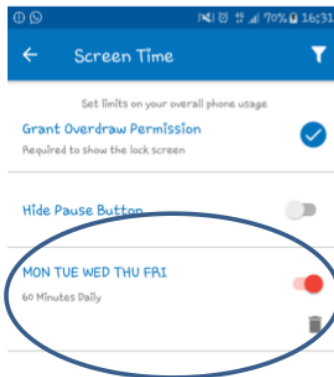 70% 16:31
Screen Time
Set limits on your overall phone usage
Grant Overdraw Permission
Required to show the lock screen
Hide Pause Button
MON TUE WED THU FRI
60 Minutes Daily